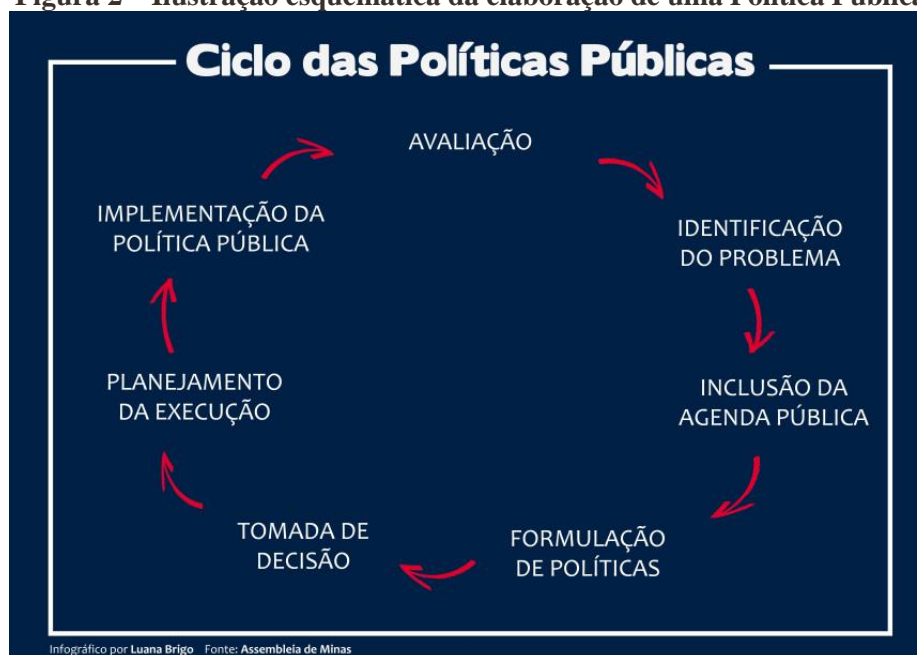 Figura 2 – Ilustração esquemática da elaboração de uma Política Pública
Ciclo das Políticas Públicas
AVALIAÇÃO
IDENTIFICAÇÃO
DO PROBLEMA
INCLUSÃO DA
AGENDA PÚBLICA
FORMULAÇÃO
DE POLÍTICAS
TOMADA DE
DECISÃO
PLANEJAMENTO
DA EXECUÇÃO
IMPLEMENTAÇÃO DA
POLÍTICA PÚBLICA
Infográfico por Luana Brigo Fonte: Assembleia de Minas